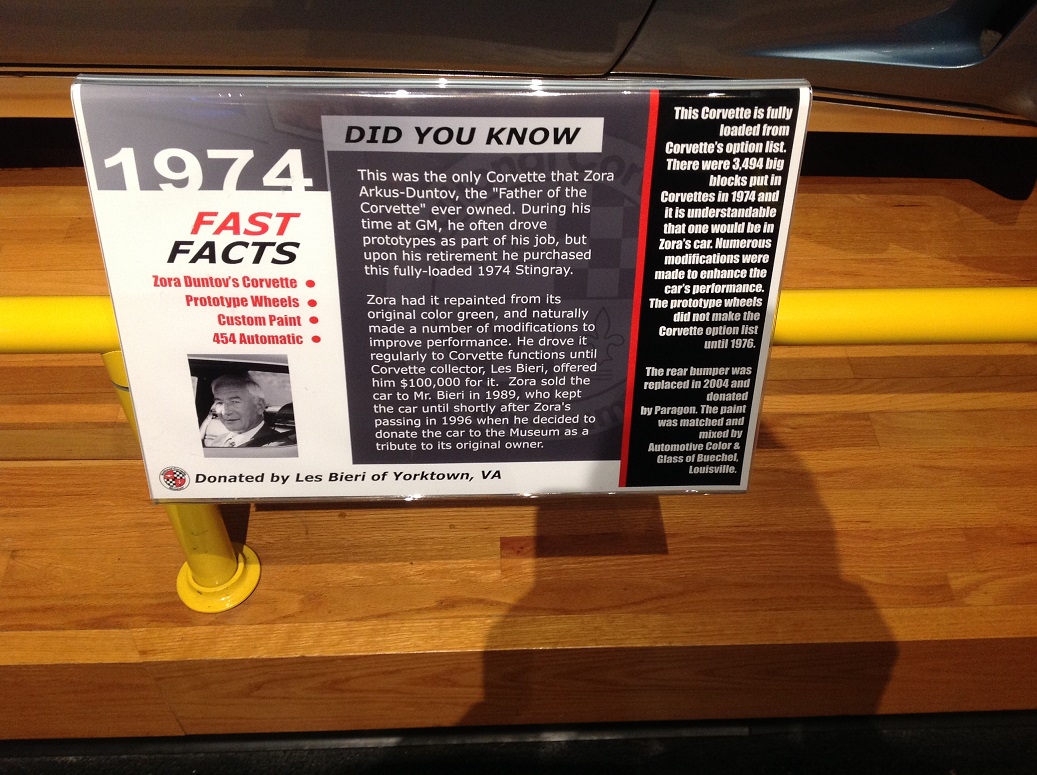 1974
FAST
FACTS
Zora Duntov's Corvette
Prototype Wheels
Custom Paint
454 Automatic
DID YOU KNOW
This was the only Corvette that Zora
Arkus-Duntov, the "Father of the
Corvette" ever owned. During his
time at GM, he often drove
prototypes as part of his job, but
upon his retirement he purchased
this fully-loaded 1974 Stingray.
Zora had it repainted from its
original color green, and naturally
made a number of modifications to
improve performance. He drove it
regularly to Corvette functions until
Corvette collector, Les Bieri, offered
him $100,000 for it. Zora sold the
car to Mr. Bieri in 1989, who kept
the car until shortly after Zora's
passing in 1996 when he decided to
donate the car to the Museum as a
tribute to its original owner.
Donated by Les Bieri of Yorktown, VA
This Corvette is fully
loaded from
Corvette's option list.
There were 3,494 big
blocks put in
Corvettes in 1974 and
it is understandable
that one would be in
Zora's car. Numerous
modifications were
made to enhance the
car's performance.
The prototype wheels
did not make the
Corvette option list
until 1976.
The rear bumper was
replaced in 2004 and
donated
by Paragon. The paint
was matched and
mixed by
Automotive Color &
Glass of Buechel,
Louisville.